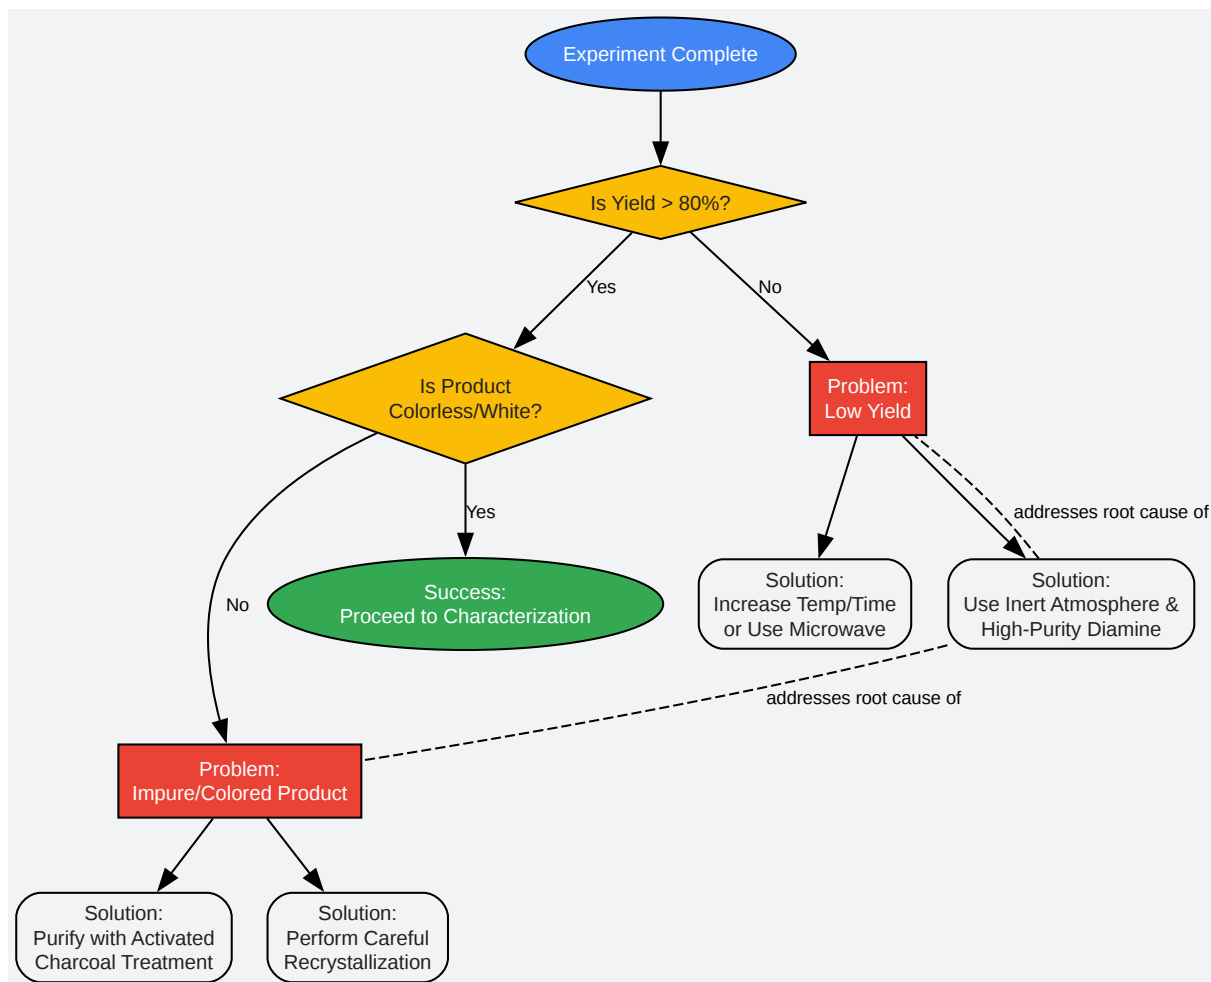 Experiment Complete
Is Yield > 80%?
Yes
No
Is Product
Colorless/White?
Problem:
Low Yield
Yes
addresses root cause of
No
Success:
Proceed to Characterization
Solution:
Increase Temp/Time
or Use Microwave
Solution:
Use Inert Atmosphere &
High-Purity Diamine
addresses root cause of
Problem:
Impure/Colored Product
Solution:
Purify with Activated
Charcoal Treatment
Solution:
Perform Careful
Recrystallization